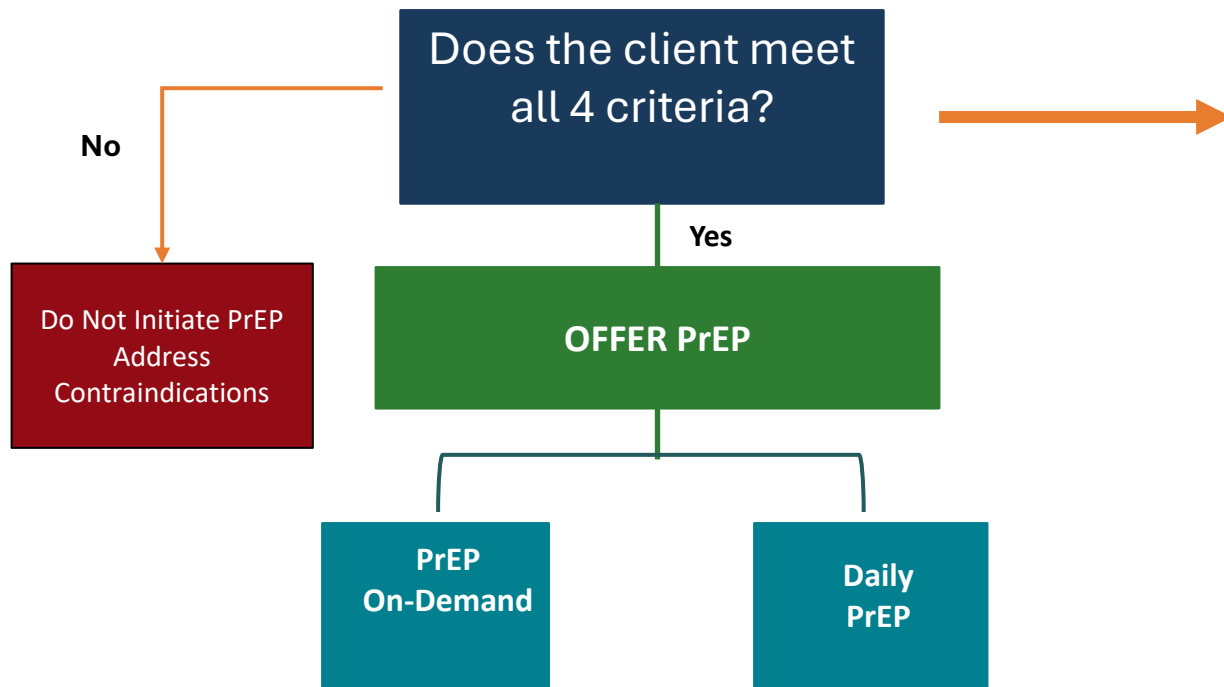 Does the client meet
all 4 criteria?
No
Yes
Do Not Initiate PrEP
Address
Contraindications
OFFER PrEP
PrEP
On-Demand
Daily
PrEP